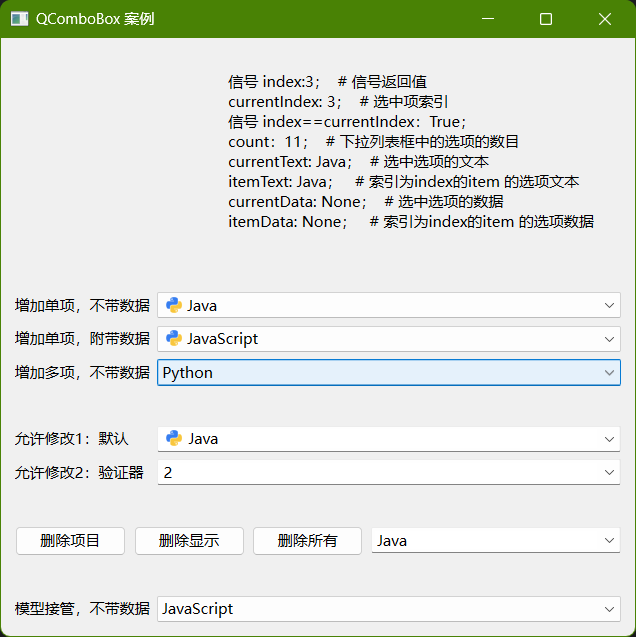 QComboBox 案例
信号 index:3;    # 信号返回值
currentIndex: 3;    # 选中项索引
信号 index==currentIndex：True；
count：11；    # 下拉列表框中的选项的数目
currentText: Java；    # 选中选项的文本
itemText: Java；    # 索引为index的item 的选项文本
currentData: None；    # 选中选项的数据
itemData: None；    # 索引为index的item 的选项数据
增加单项，不带数据 Java
增加单项，附带数据 JavaScript
增加多项，不带数据 Python
允许修改1：默认 Java
允许修改2：验证器 2
删除项目 删除显示 删除所有 Java
模型接管，不带数据 JavaScript